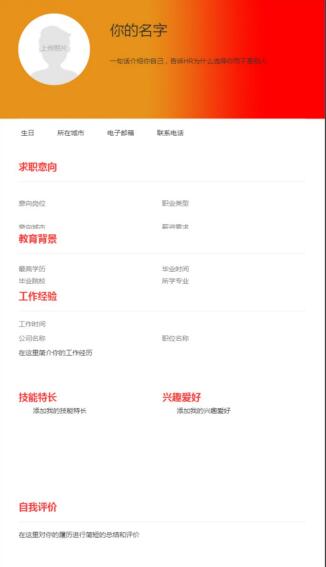 你的名字
上传照片
一句话介绍你自己，告诉HR为什么选择你而不是别人
生日 所在城市 电子邮箱 联系电话
求职意向
意向岗位 职业类型
意向城市 薪资要求
教育背景
最高学历 毕业时间
毕业院校 所学专业
工作经验
工作时间
公司名称 职位名称
在这里简介你的工作经历
技能特长 兴趣爱好
添加我的技能特长 添加我的兴趣爱好
自我评价
在这里对你的履历进行简短的总结和评价